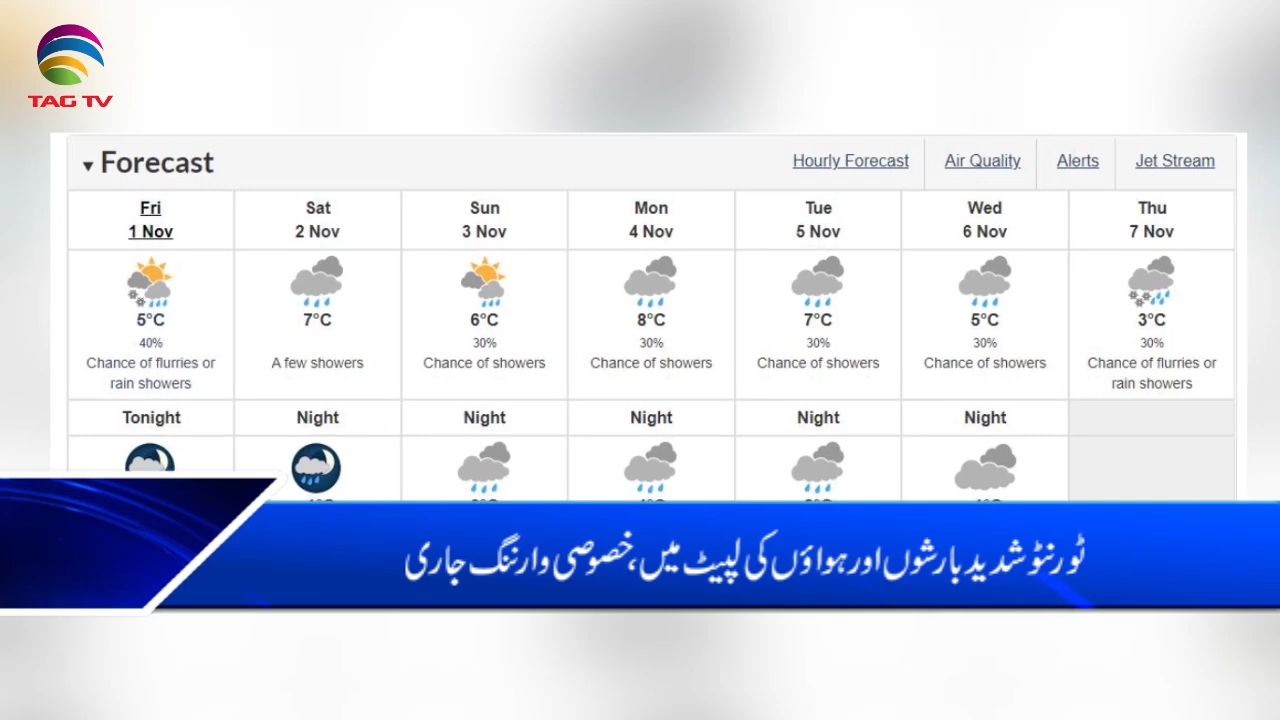 TAG TV
Forecast
Hourly Forecast Air Quality Alerts Jet Stream
Fri Sat Sun Mon Tue Wed Thu
1 Nov 2 Nov 3 Nov 4 Nov 5 Nov 6 Nov 7 Nov
5°C 7°C 6°C 8°C 7°C 5°C 3°C
40% 30% 30% 30% 30% 30%
Chance of flurries or A few showers Chance of showers Chance of showers Chance of showers Chance of showers Chance of flurries or
rain showers rain showers
Tonight Night Night Night Night Night
ٹورنٹو شدید بارشوں اور ہواؤں کی لپیٹ میں، خصوصی وارننگ جاری